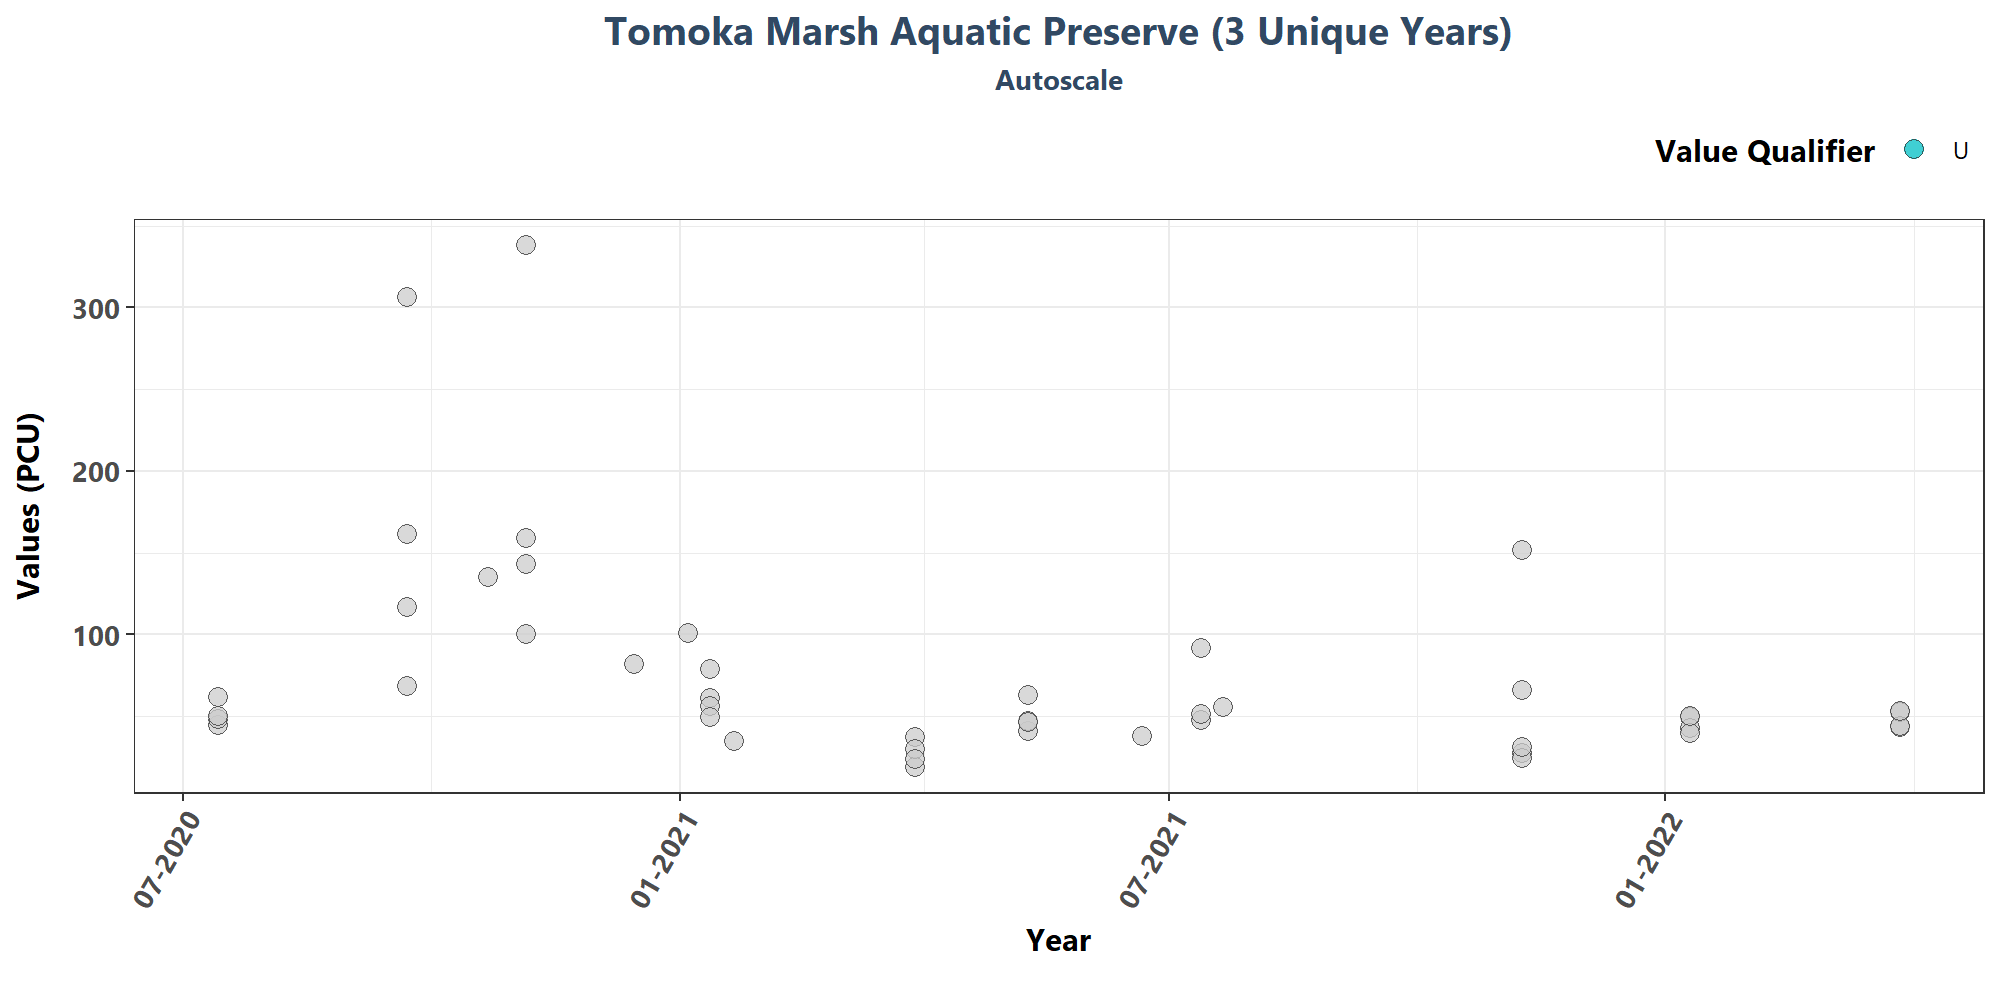 Tomoka Marsh Aquatic Preserve (3 Unique Years)
Autoscale
Value Qualifier U
Values (PCU)
300
200
100
07-2020 01-2021 07-2021 01-2022
Year